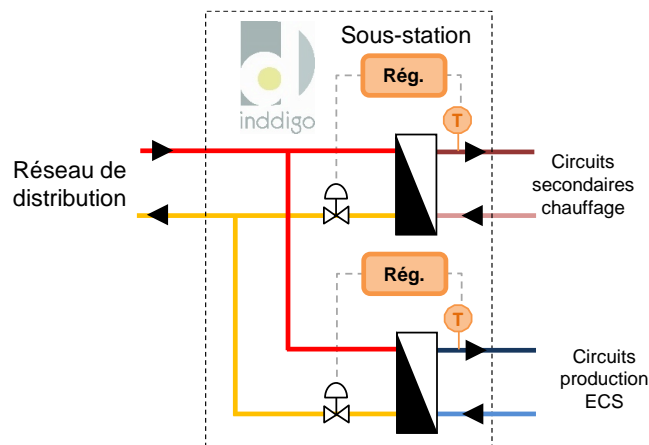 Sous-station
inddigo
Rég.
T
Réseau de
distribution
Circuits
secondaires
chauffage
Rég.
T
Circuits
production
ECS